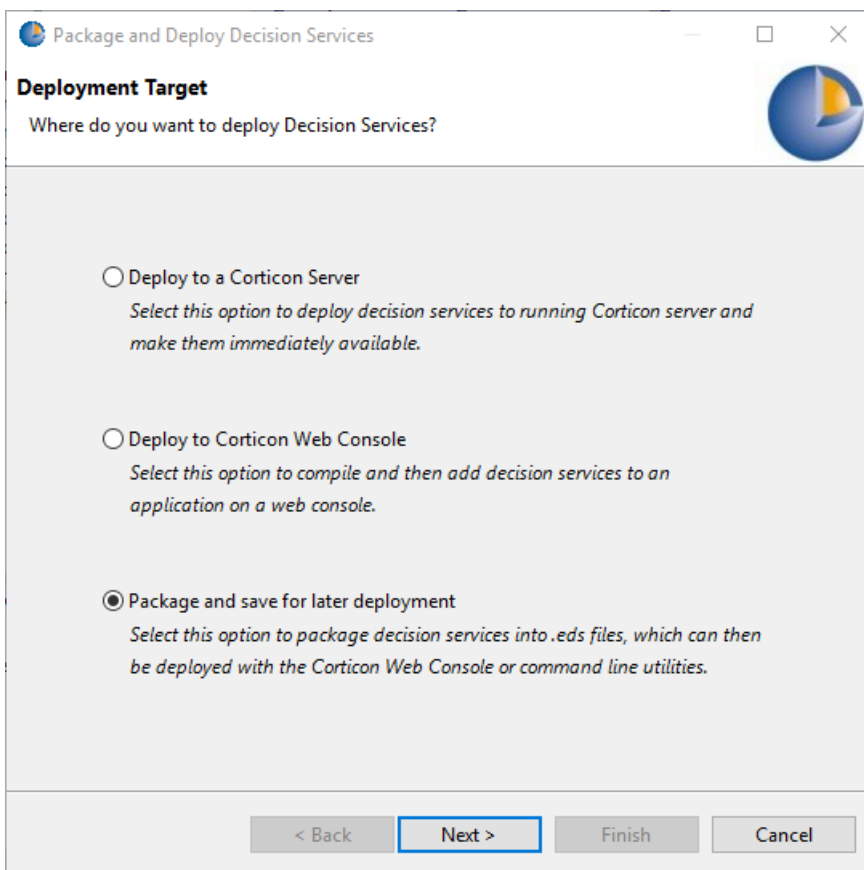 Package and Deploy Decision Services
Deployment Target
Where do you want to deploy Decision Services?
Deploy to a Corticon Server
Select this option to deploy decision services to running Corticon server and
make them immediately available.
Deploy to Corticon Web Console
Select this option to compile and then add decision services to an
application on a web console.
Package and save for later deployment
Select this option to package decision services into .eds files, which can then
be deployed with the Corticon Web Console or command line utilities.
< Back Next > Finish Cancel